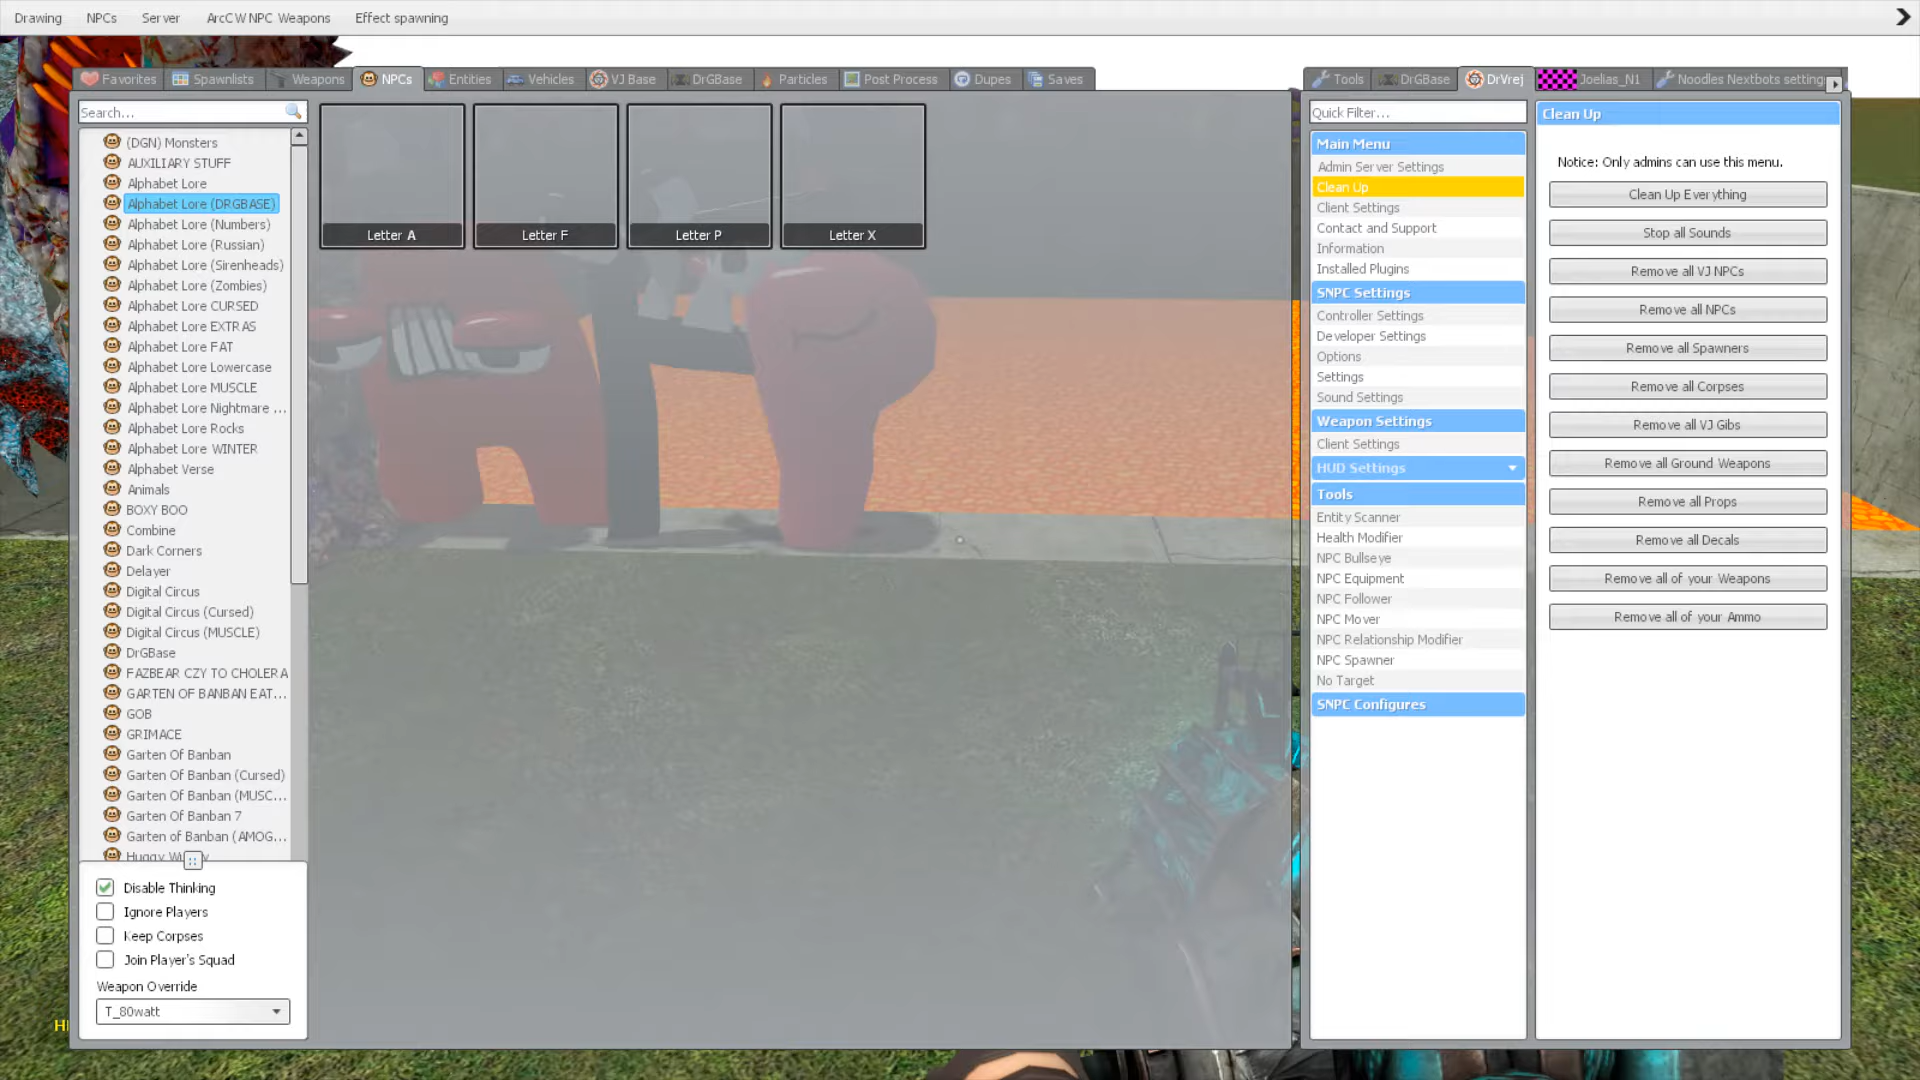 Drawing NPCs Server ArcCW NPC Weapons Effect spawning
Favorites Spawnlists Weapons NPCs Entities Vehicles VJ Base DrGBase Particles Post Process Dupes Saves
Search...
(DGN) Monsters
AUXILIARY STUFF
Alphabet Lore
Alphabet Lore (DRGBASE)
Alphabet Lore (Numbers)
Alphabet Lore (Russian)
Alphabet Lore (Sirenheads)
Alphabet Lore (Zombies)
Alphabet Lore CURSED
Alphabet Lore EXTRAS
Alphabet Lore FAT
Alphabet Lore Lowercase
Alphabet Lore MUSCLE
Alphabet Lore Nightmare ...
Alphabet Lore Rocks
Alphabet Lore WINTER
Alphabet Verse
Animals
BOXY BOO
Combine
Dark Corners
Delayer
Digital Circus
Digital Circus (Cursed)
Digital Circus (MUSCLE)
DrGBase
FAZBEAR CZY TO CHOLERA
GARTEN OF BANBAN EAT...
GOB
GRIMACE
Garten Of Banban
Garten Of Banban (Cursed)
Garten Of Banban (MUSC...
Garten Of Banban 7
Garten of Banban (AMOG...
Huggy
Disable Thinking
Ignore Players
Keep Corpses
Join Player's Squad
Weapon Override
T_80watt
Letter A Letter F Letter P Letter X
Tools DrGBase DrVrej Joelias_N1 Noodles Nextbots setting
Quick Filter...
Main Menu
Admin Server Settings
Clean Up
Client Settings
Contact and Support
Information
Installed Plugins
SNPC Settings
Controller Settings
Developer Settings
Options
Settings
Sound Settings
Weapon Settings
Client Settings
HUD Settings
Tools
Entity Scanner
Health Modifier
NPC Bullseye
NPC Equipment
NPC Follower
NPC Mover
NPC Relationship Modifier
NPC Spawner
No Target
SNPC Configures
Clean Up
Notice: Only admins can use this menu.
Clean Up Everything
Stop all Sounds
Remove all VJ NPCs
Remove all NPCs
Remove all Spawners
Remove all Corpses
Remove all VJ Gibs
Remove all Ground Weapons
Remove all Props
Remove all Decals
Remove all of your Weapons
Remove all of your Ammo